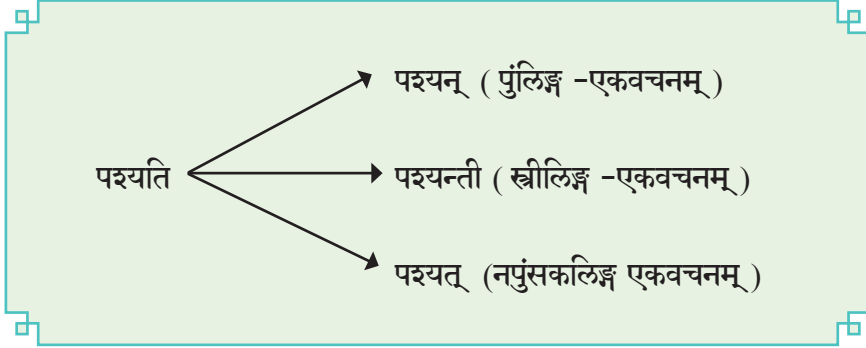 पश्यन् ( पुंलिङ्ग -एकवचनम् )
पश्यति
पश्यन्ती ( स्त्रीलिङ्ग -एकवचनम् )
पश्यत् (नपुंसकलिङ्ग एकवचनम् )